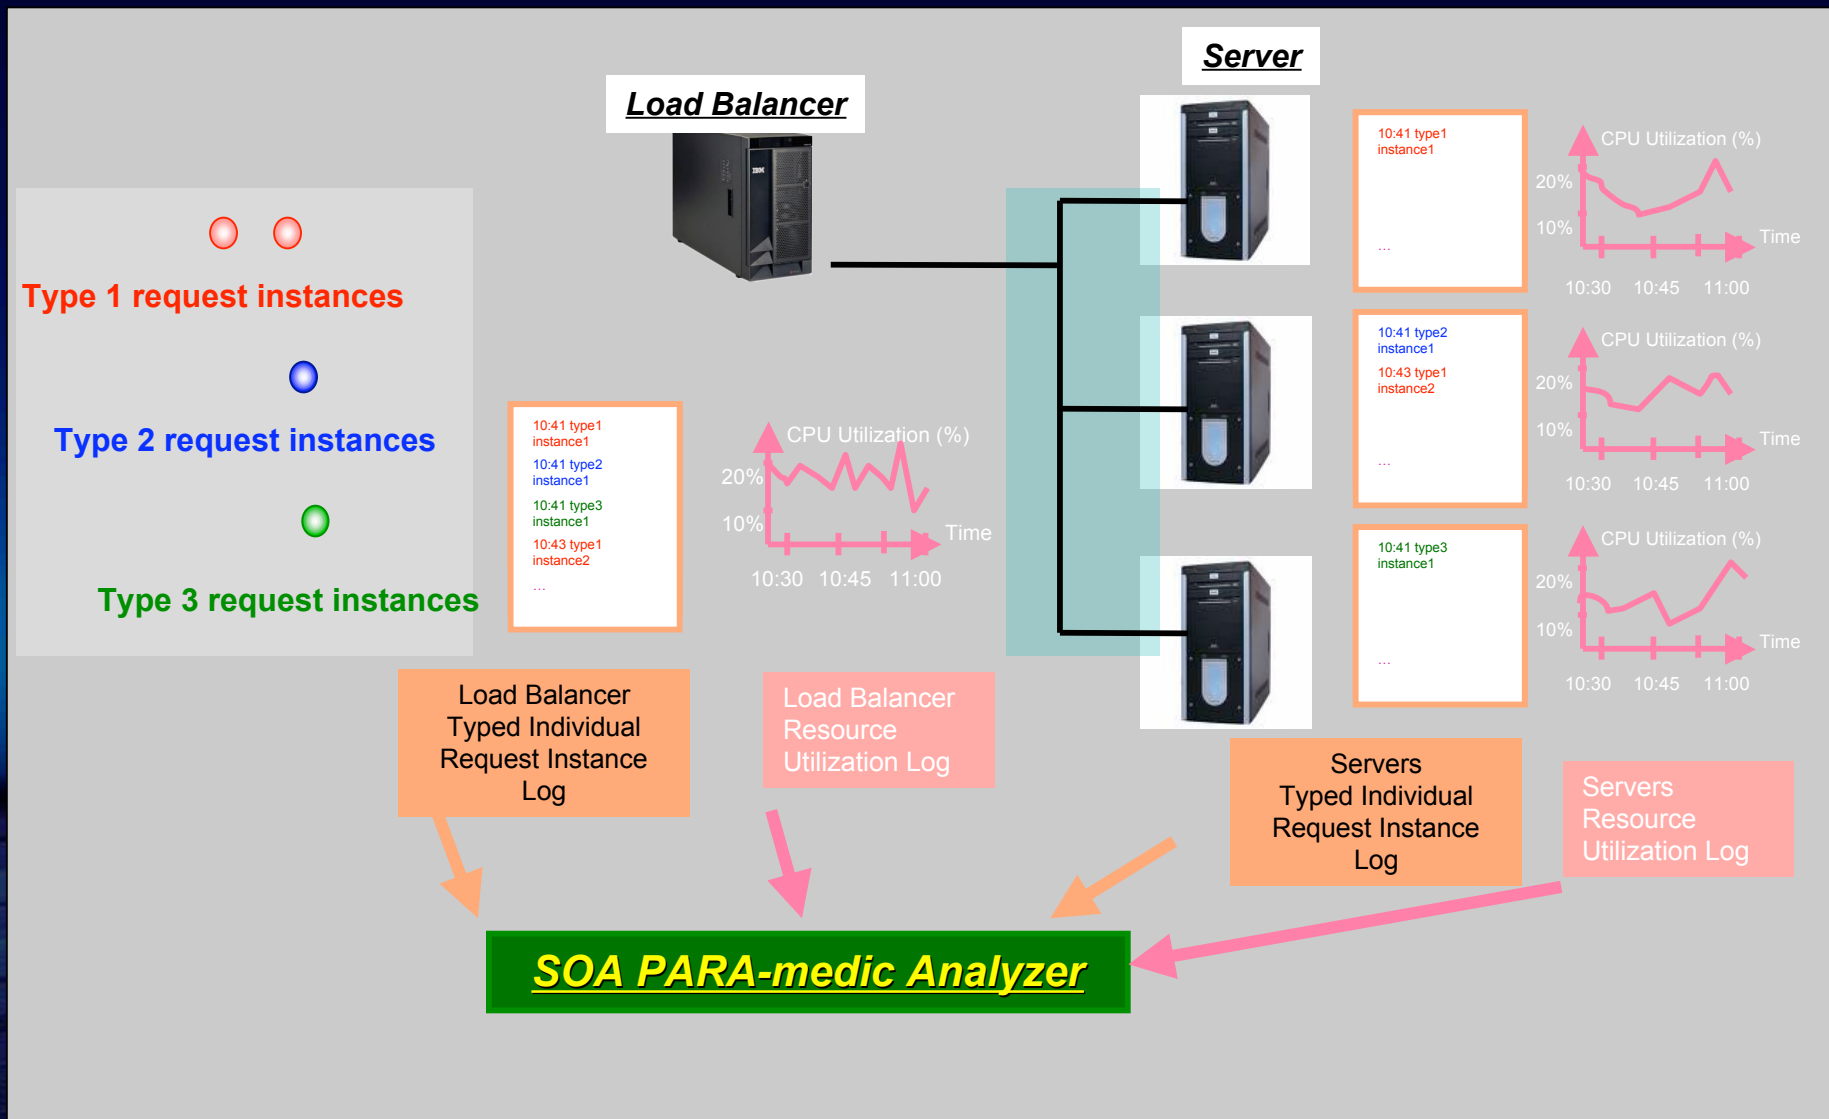 Server
Load Balancer
IBM
Type 1 request instances
Type 2 request instances
Type 3 request instances
10:41 type1
instance1
10:41 type2
instance1
10:41 type3
instance1
10:43 type1
instance2
...
CPU Utilization (%)
20%
10%
Time
10:30 10:45 11:00
10:41 type1
instance1
...
CPU Utilization (%)
20%
10%
Time
10:30 10:45 11:00
10:41 type2
instance1
10:43 type1
instance2
...
CPU Utilization (%)
20%
10%
Time
10:30 10:45 11:00
10:41 type3
instance1
...
CPU Utilization (%)
20%
10%
Time
10:30 10:45 11:00
Load Balancer
Typed Individual
Request Instance
Log
Load Balancer
Resource
Utilization Log
Servers
Typed Individual
Request Instance
Log
Servers
Resource
Utilization Log
SOA PARA-medic Analyzer